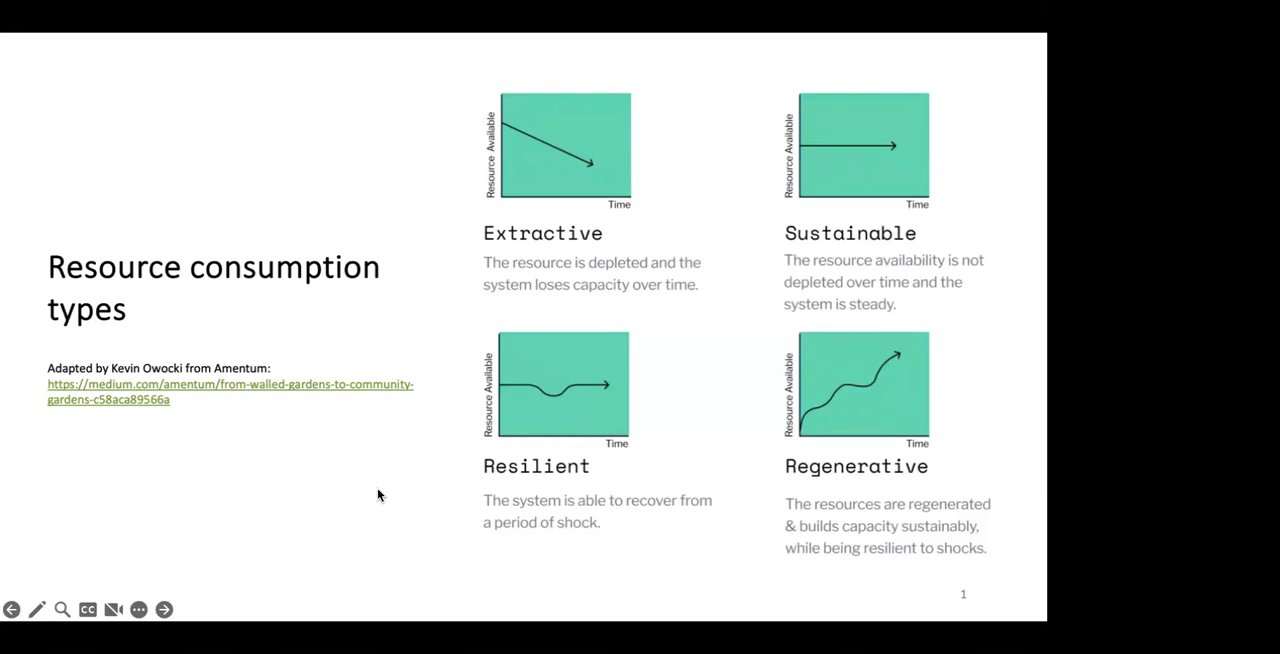 Resource consumption
types
Adapted by Kevin Owocki from Amentum:
https://medium.com/amentum/from-walled-gardens-to-community-
gardens-c58aca89566a
Resource Available
Time
Extractive
The resource is depleted and the
system loses capacity over time.
Resource Available
Time
Sustainable
The resource availability is not
depleted over time and the
system is steady.
Resource Available
Time
Resilient
The system is able to recover from
a period of shock.
Resource Available
Time
Regenerative
The resources are regenerated
& builds capacity sustainably,
while being resilient to shocks.
1
CC